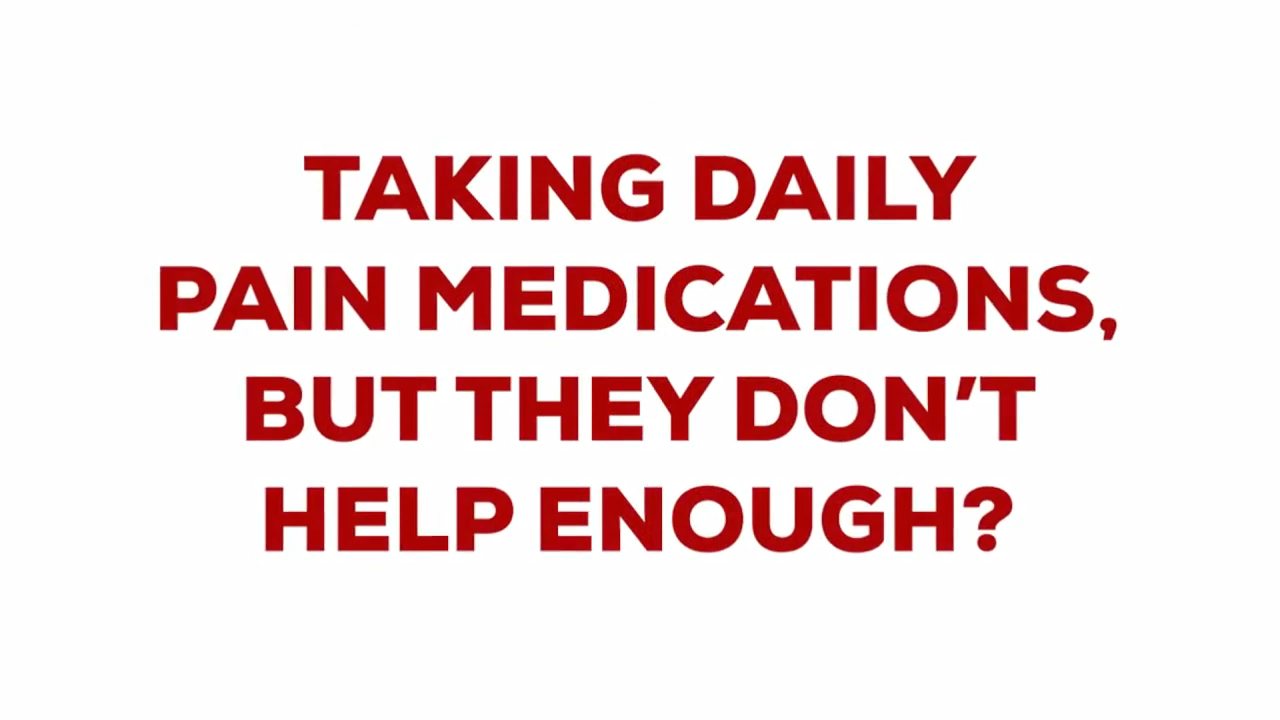 TAKING DAILY
PAIN MEDICATIONS,
BUT THEY DON'T
HELP ENOUGH?